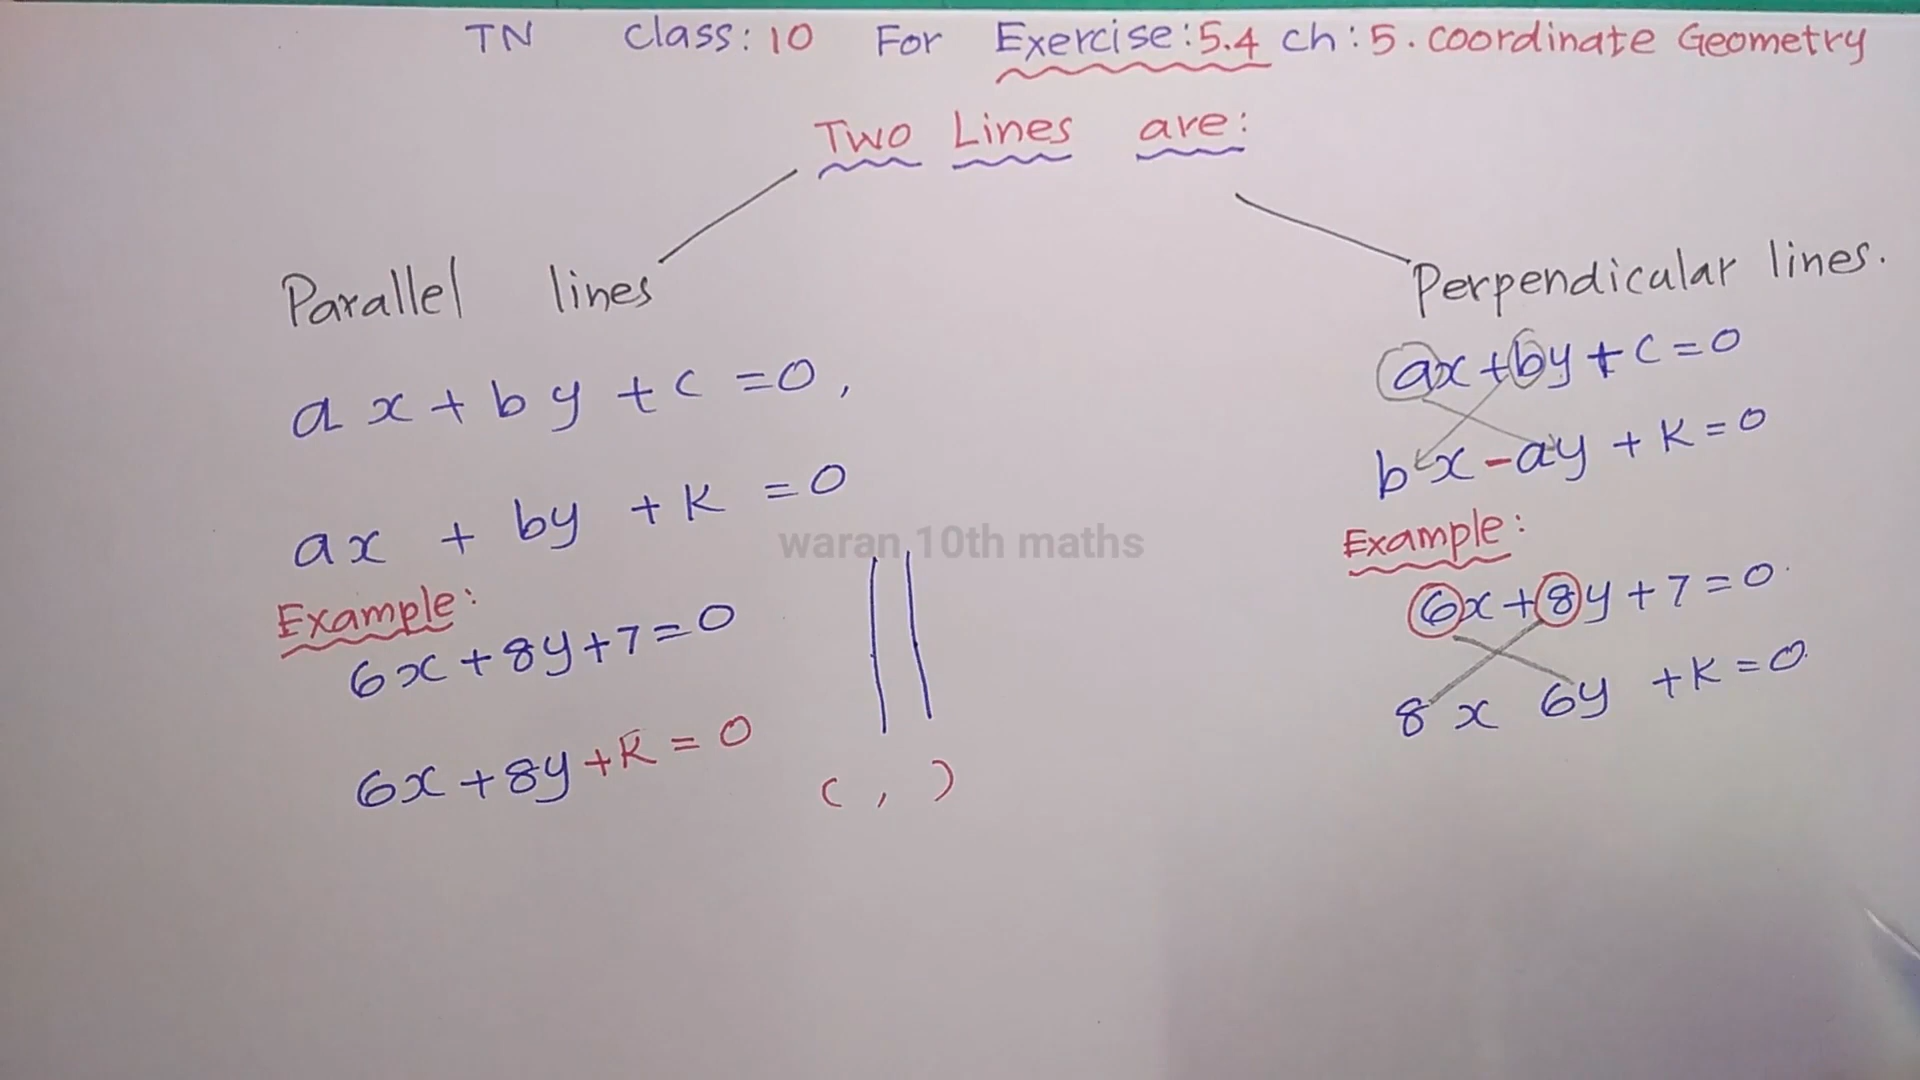 TN Class: 10 For Exercise: 5.4 ch: 5. Coordinate Geometry
Two Lines are:
Parallel lines
ax + by + c = 0,
ax + by + k = 0
Example:
6x + 8y + 7 = 0
6x + 8y + k = 0
( , )
waran 10th maths
Perpendicular lines.
ax + by + c = 0
bx - ay + k = 0
Example:
6x + 8y + 7 = 0
8x 6y + k = 0